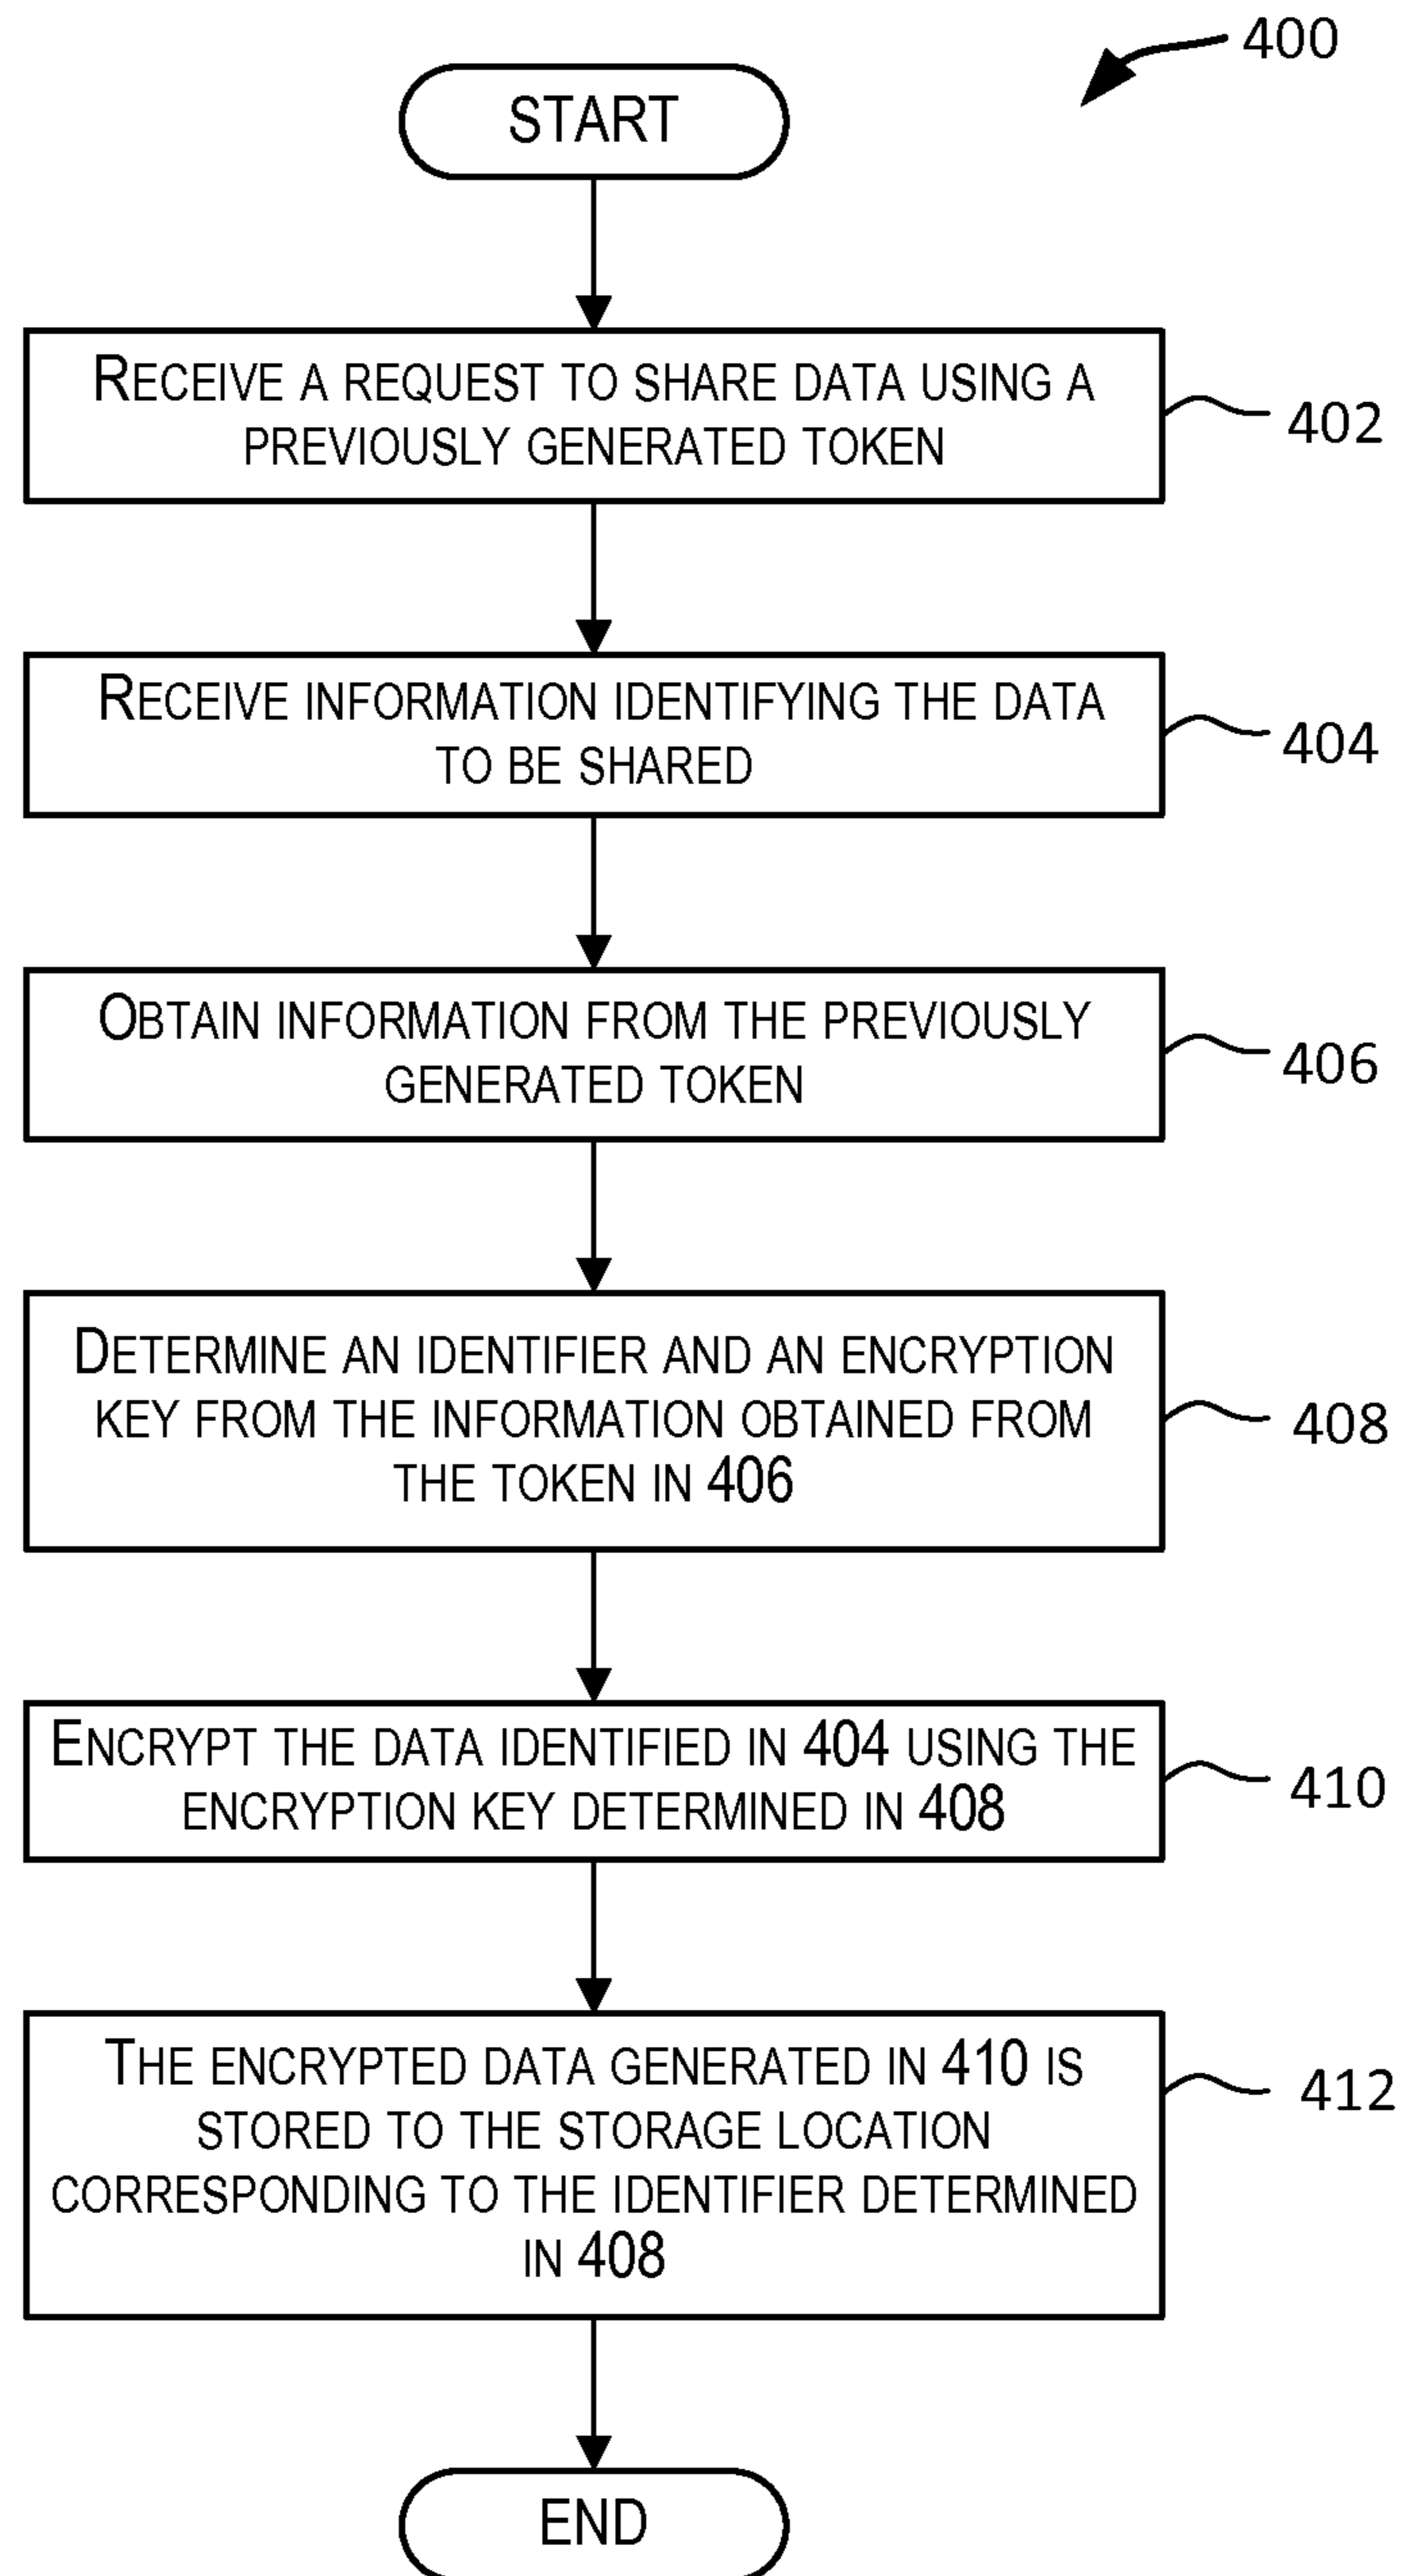 400
START
RECEIVE A REQUEST TO SHARE DATA USING A
PREVIOUSLY GENERATED TOKEN
402
RECEIVE INFORMATION IDENTIFYING THE DATA
TO BE SHARED
404
OBTAIN INFORMATION FROM THE PREVIOUSLY
GENERATED TOKEN
406
DETERMINE AN IDENTIFIER AND AN ENCRYPTION
KEY FROM THE INFORMATION OBTAINED FROM
THE TOKEN IN 406
408
ENCRYPT THE DATA IDENTIFIED IN 404 USING THE
ENCRYPTION KEY DETERMINED IN 408
410
THE ENCRYPTED DATA GENERATED IN 410 IS
STORED TO THE STORAGE LOCATION
CORRESPONDING TO THE IDENTIFIER DETERMINED
IN 408
412
END